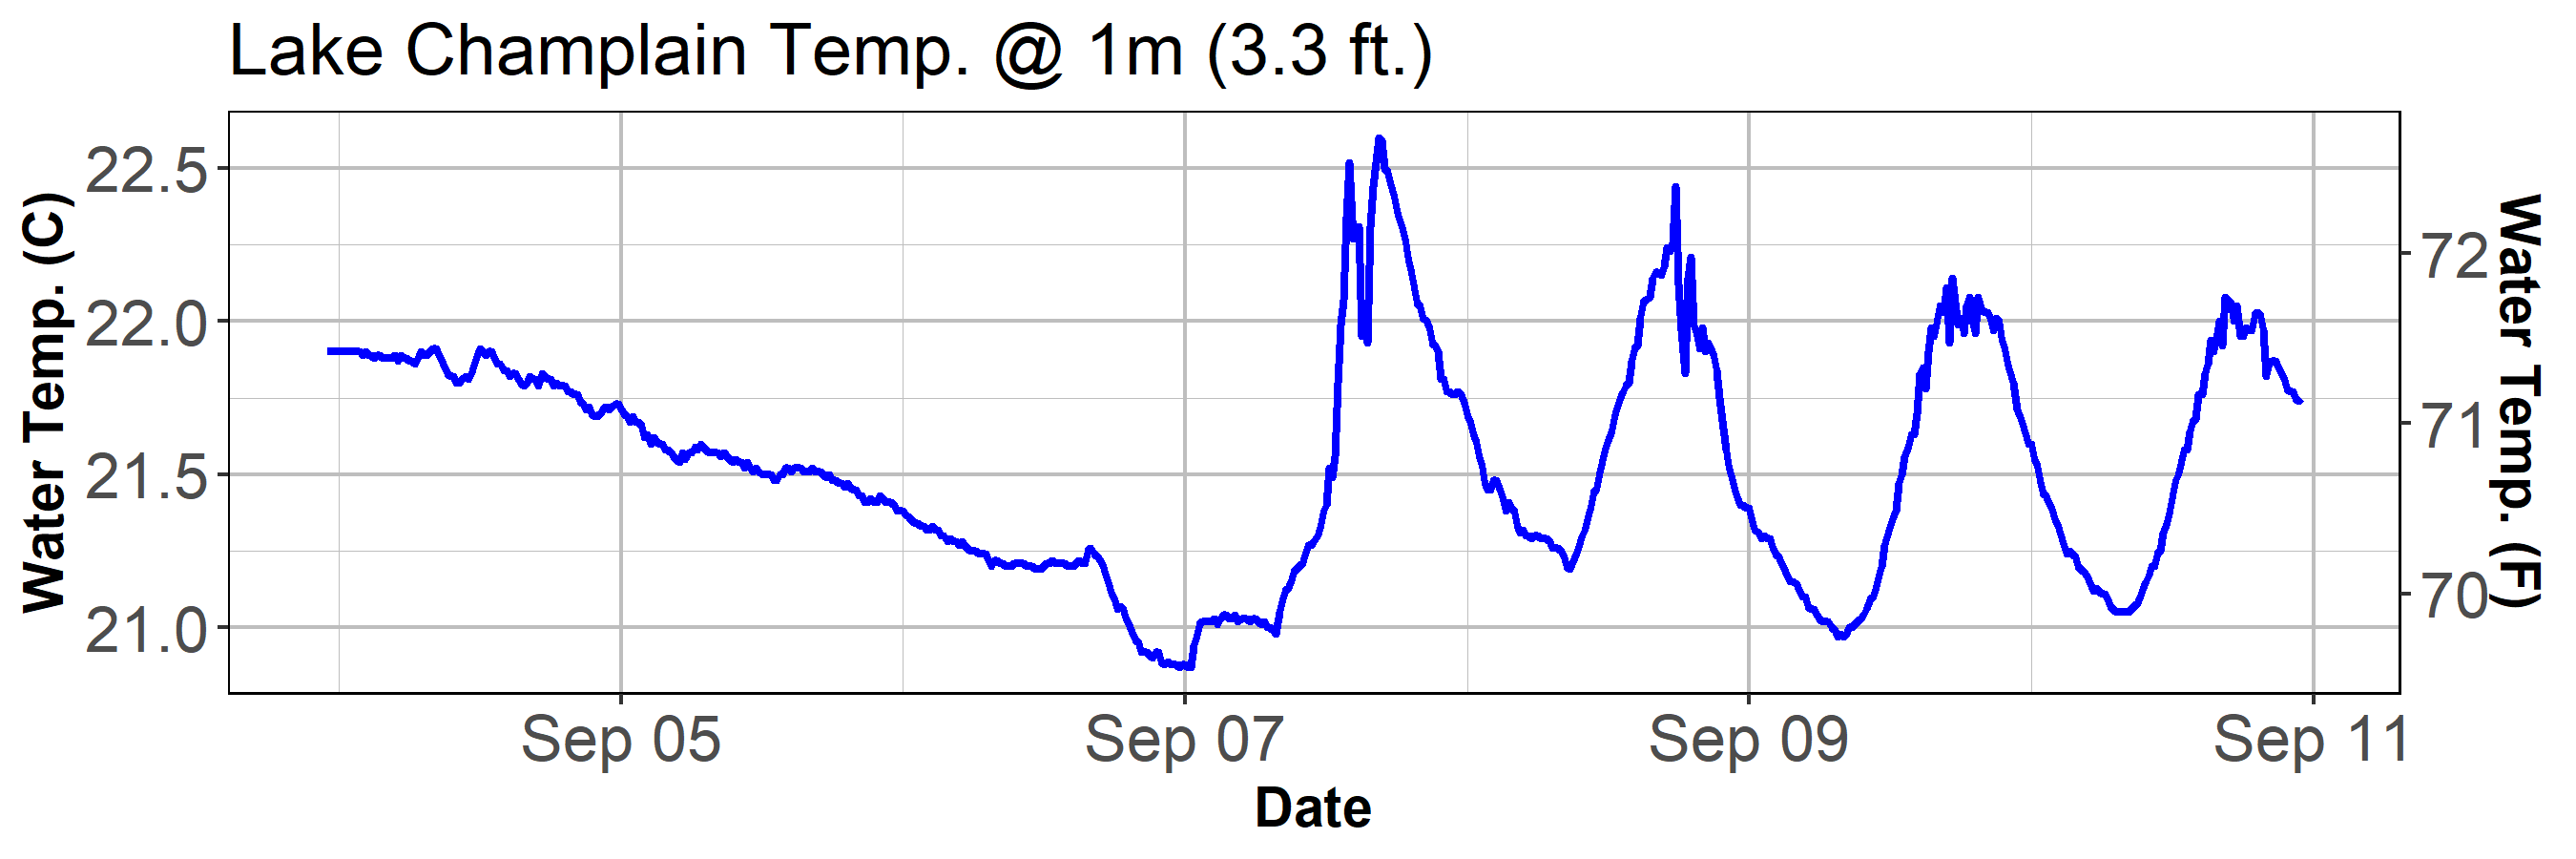 Lake Champlain Temp. @ 1m (3.3 ft.)
Water Temp. (C)
22.5
22.0
21.5
21.0
72
71
70
Water Temp. (F)
Sep 05 Sep 07 Sep 09 Sep 11
Date